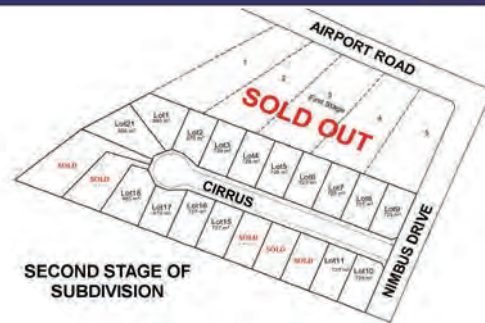 AIRPORT ROAD
1
2
3
4
5
First Stage
SOLD OUT
Lot21
Lot1
Lot2
Lot3
Lot4
Lot5
Lot6
Lot7
Lot8
Lot9
CIRRUS
NIMBUS DRIVE
SOLD
SOLD
Lot18
Lot17
Lot16
Lot15
SOLD
SOLD
SOLD
Lot11
Lot10
SECOND STAGE OF
SUBDIVISION